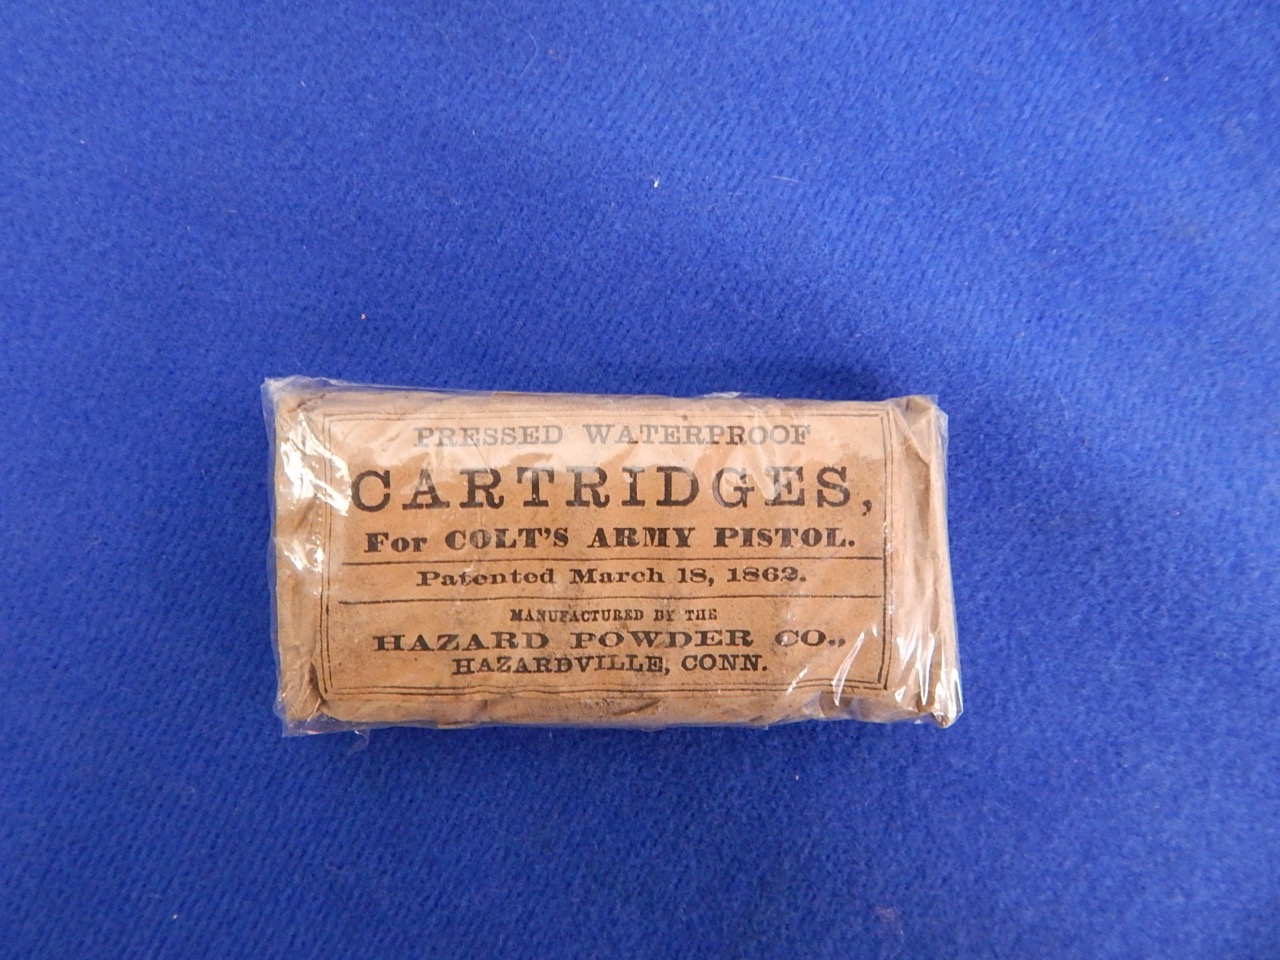 PRESSED WATERPROOF
CARTRIDGES,
For COLT'S ARMY PISTOL.
Patented March 18, 1862.
MANUFACTURED BY THE
HAZARD POWDER CO.,
HAZARDVILLE, CONN.